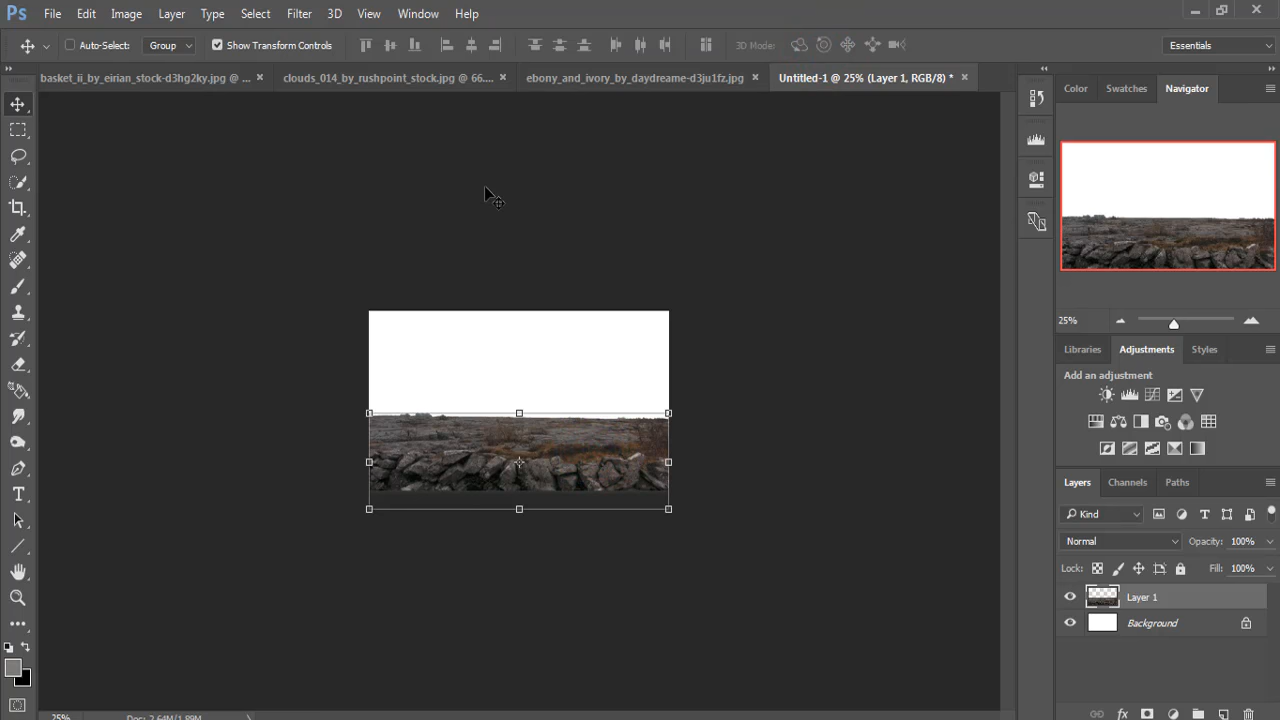 Ps File Edit Image Layer Type Select Filter 3D View Window Help
Auto-Select: Group Show Transform Controls 3D Mode: Essentials
basket_ii_by_eirian_stock-d3hg2ky.jpg @ ... × clouds_014_by_rushpoint_stock.jpg @ 66.... × ebony_and_ivory_by_daydreame-d3ju1fz.jpg × Untitled-1 @ 25% (Layer 1, RGB/8) * ×
Color Swatches Navigator
25%
Libraries Adjustments Styles
Add an adjustment
Layers Channels Paths
Kind
Normal Opacity: 100%
Lock: Fill: 100%
Layer 1
Background
25% Doc: 2.64M/1.89M